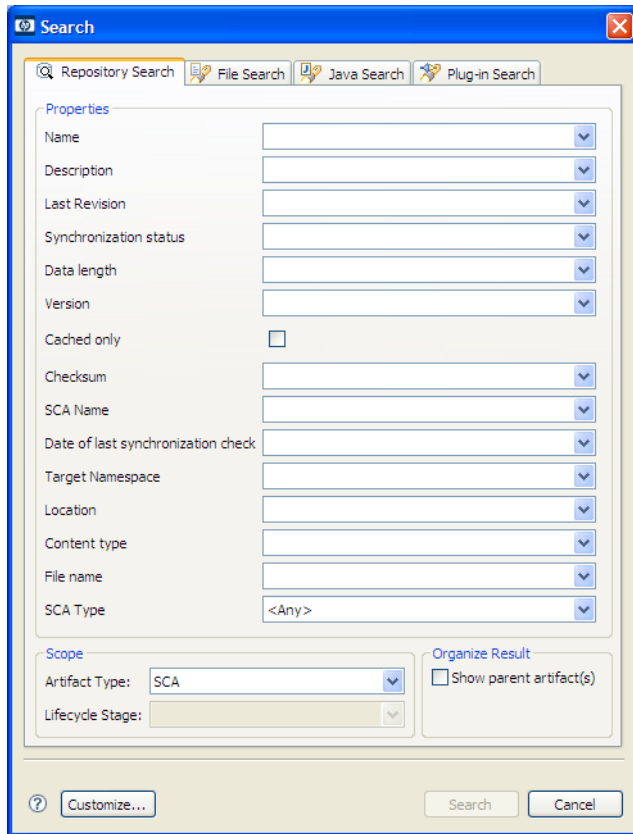 Search
Repository Search File Search Java Search Plug-in Search
Properties
Name
Description
Last Revision
Synchronization status
Data length
Version
Cached only
Checksum
SCA Name
Date of last synchronization check
Target Namespace
Location
Content type
File name
SCA Type <Any>
Scope
Artifact Type: SCA
Lifecycle Stage:
Organize Result
Show parent artifact(s)
? Customize... Search Cancel